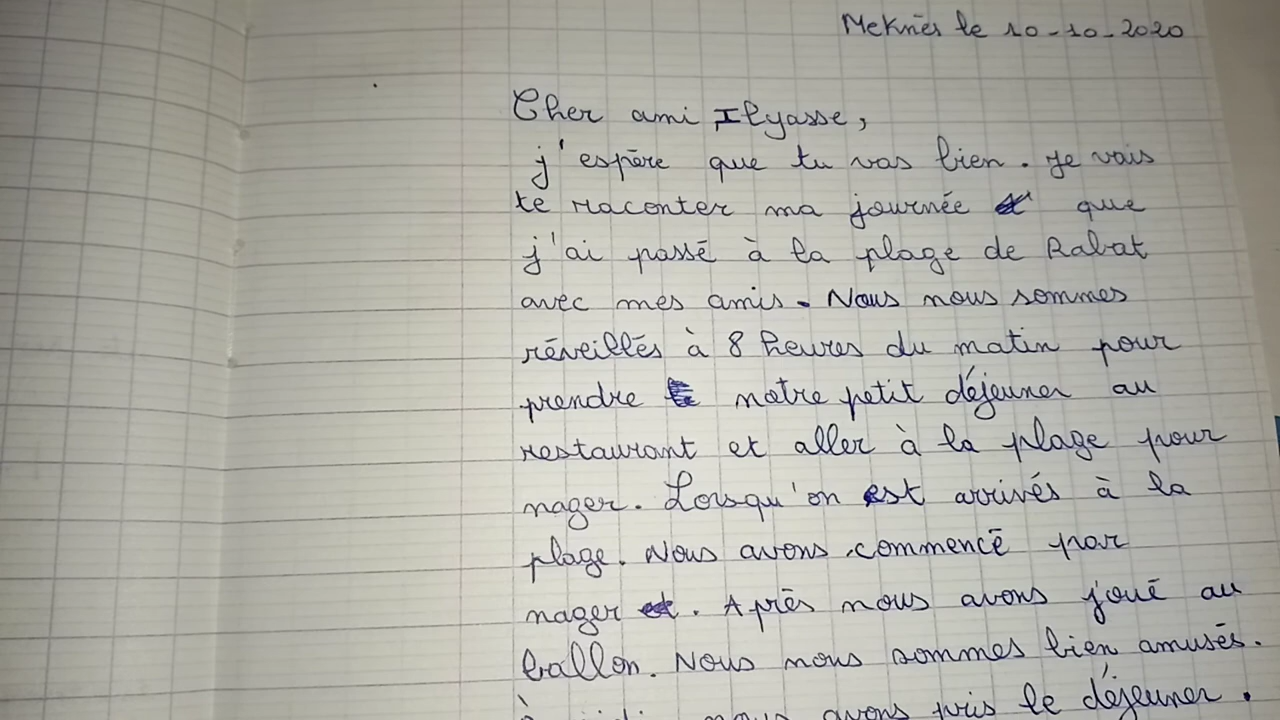 Meknès le 10-10-2020
Cher ami Ilyasse,
j'espère que tu vas bien. Je vais
te raconter ma journée que
j'ai passé à la plage de Rabat
avec mes amis. Nous nous sommes
réveillés à 8 heures du matin pour
prendre notre petit déjeuner au
restaurant et aller à la plage pour
nager. Lorsqu'on est arrivés à la
plage. Nous avons commencé par
nager. Après nous avons joué au
ballon. Nous nous sommes bien amusés.
à nous avons pris le déjeuner.